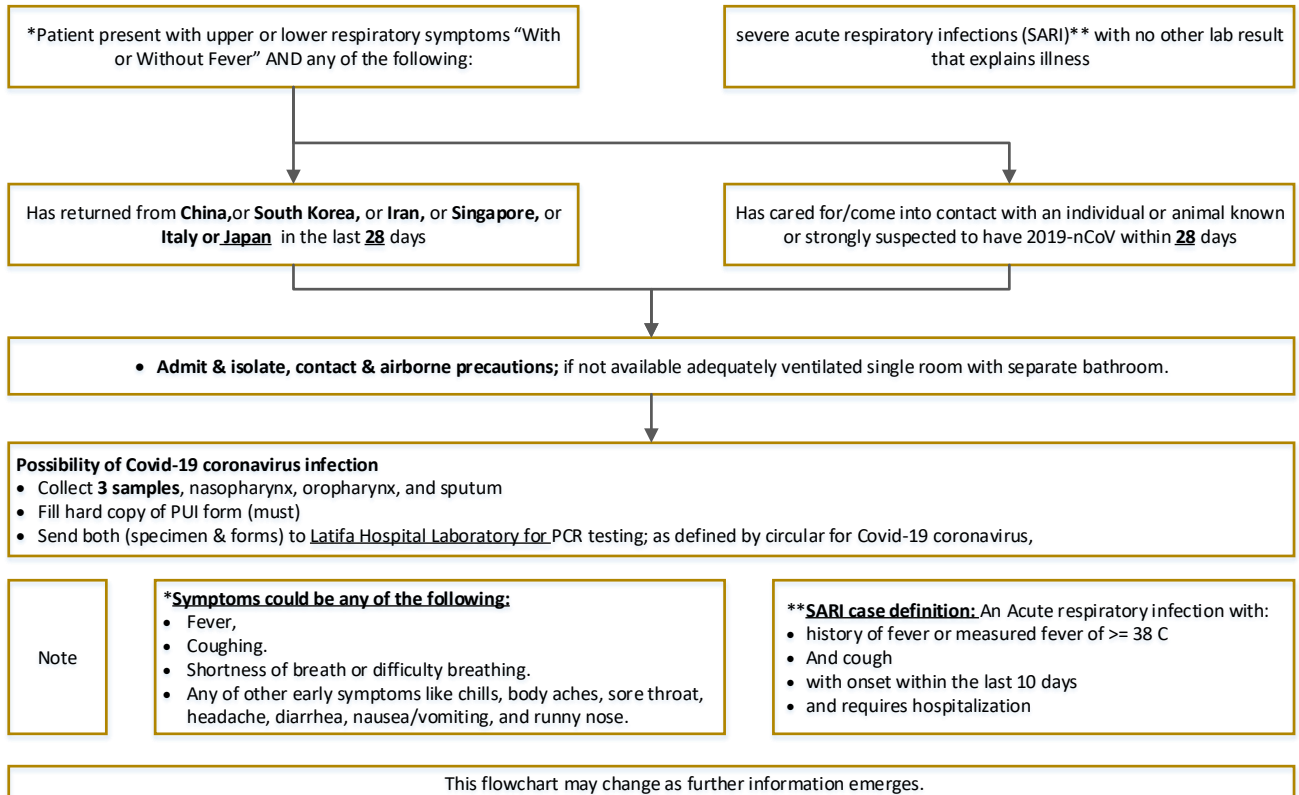 *Patient present with upper or lower respiratory symptoms “With
or Without Fever” AND any of the following:
severe acute respiratory infections (SARI)** with no other lab result
that explains illness
Has returned from China,or South Korea, or Iran, or Singapore, or
Italy or Japan in the last 28 days
Has cared for/come into contact with an individual or animal known
or strongly suspected to have 2019-nCoV within 28 days
• Admit & isolate, contact & airborne precautions; if not available adequately ventilated single room with separate bathroom.
Possibility of Covid-19 coronavirus infection
• Collect 3 samples, nasopharynx, oropharynx, and sputum
• Fill hard copy of PUI form (must)
• Send both (specimen & forms) to Latifa Hospital Laboratory for PCR testing; as defined by circular for Covid-19 coronavirus,
Note
*Symptoms could be any of the following:
• Fever,
• Coughing.
• Shortness of breath or difficulty breathing.
• Any of other early symptoms like chills, body aches, sore throat,
headache, diarrhea, nausea/vomiting, and runny nose.
**SARI case definition: An Acute respiratory infection with:
• history of fever or measured fever of >= 38 C
• And cough
• with onset within the last 10 days
• and requires hospitalization
This flowchart may change as further information emerges.